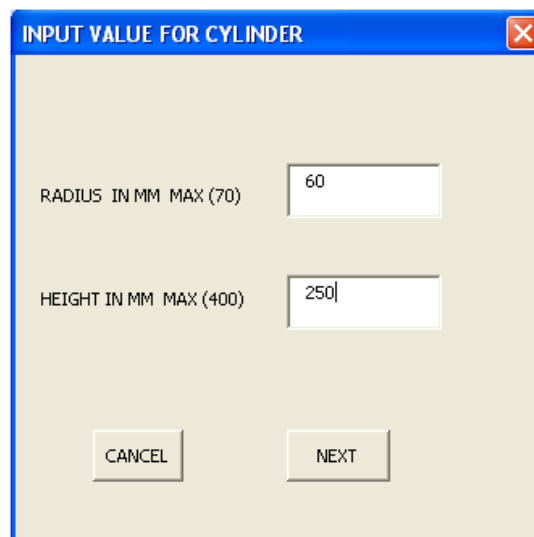 INPUT VALUE FOR CYLINDER
RADIUS IN MM MAX (70) 60
HEIGHT IN MM MAX (400) 250
CANCEL NEXT